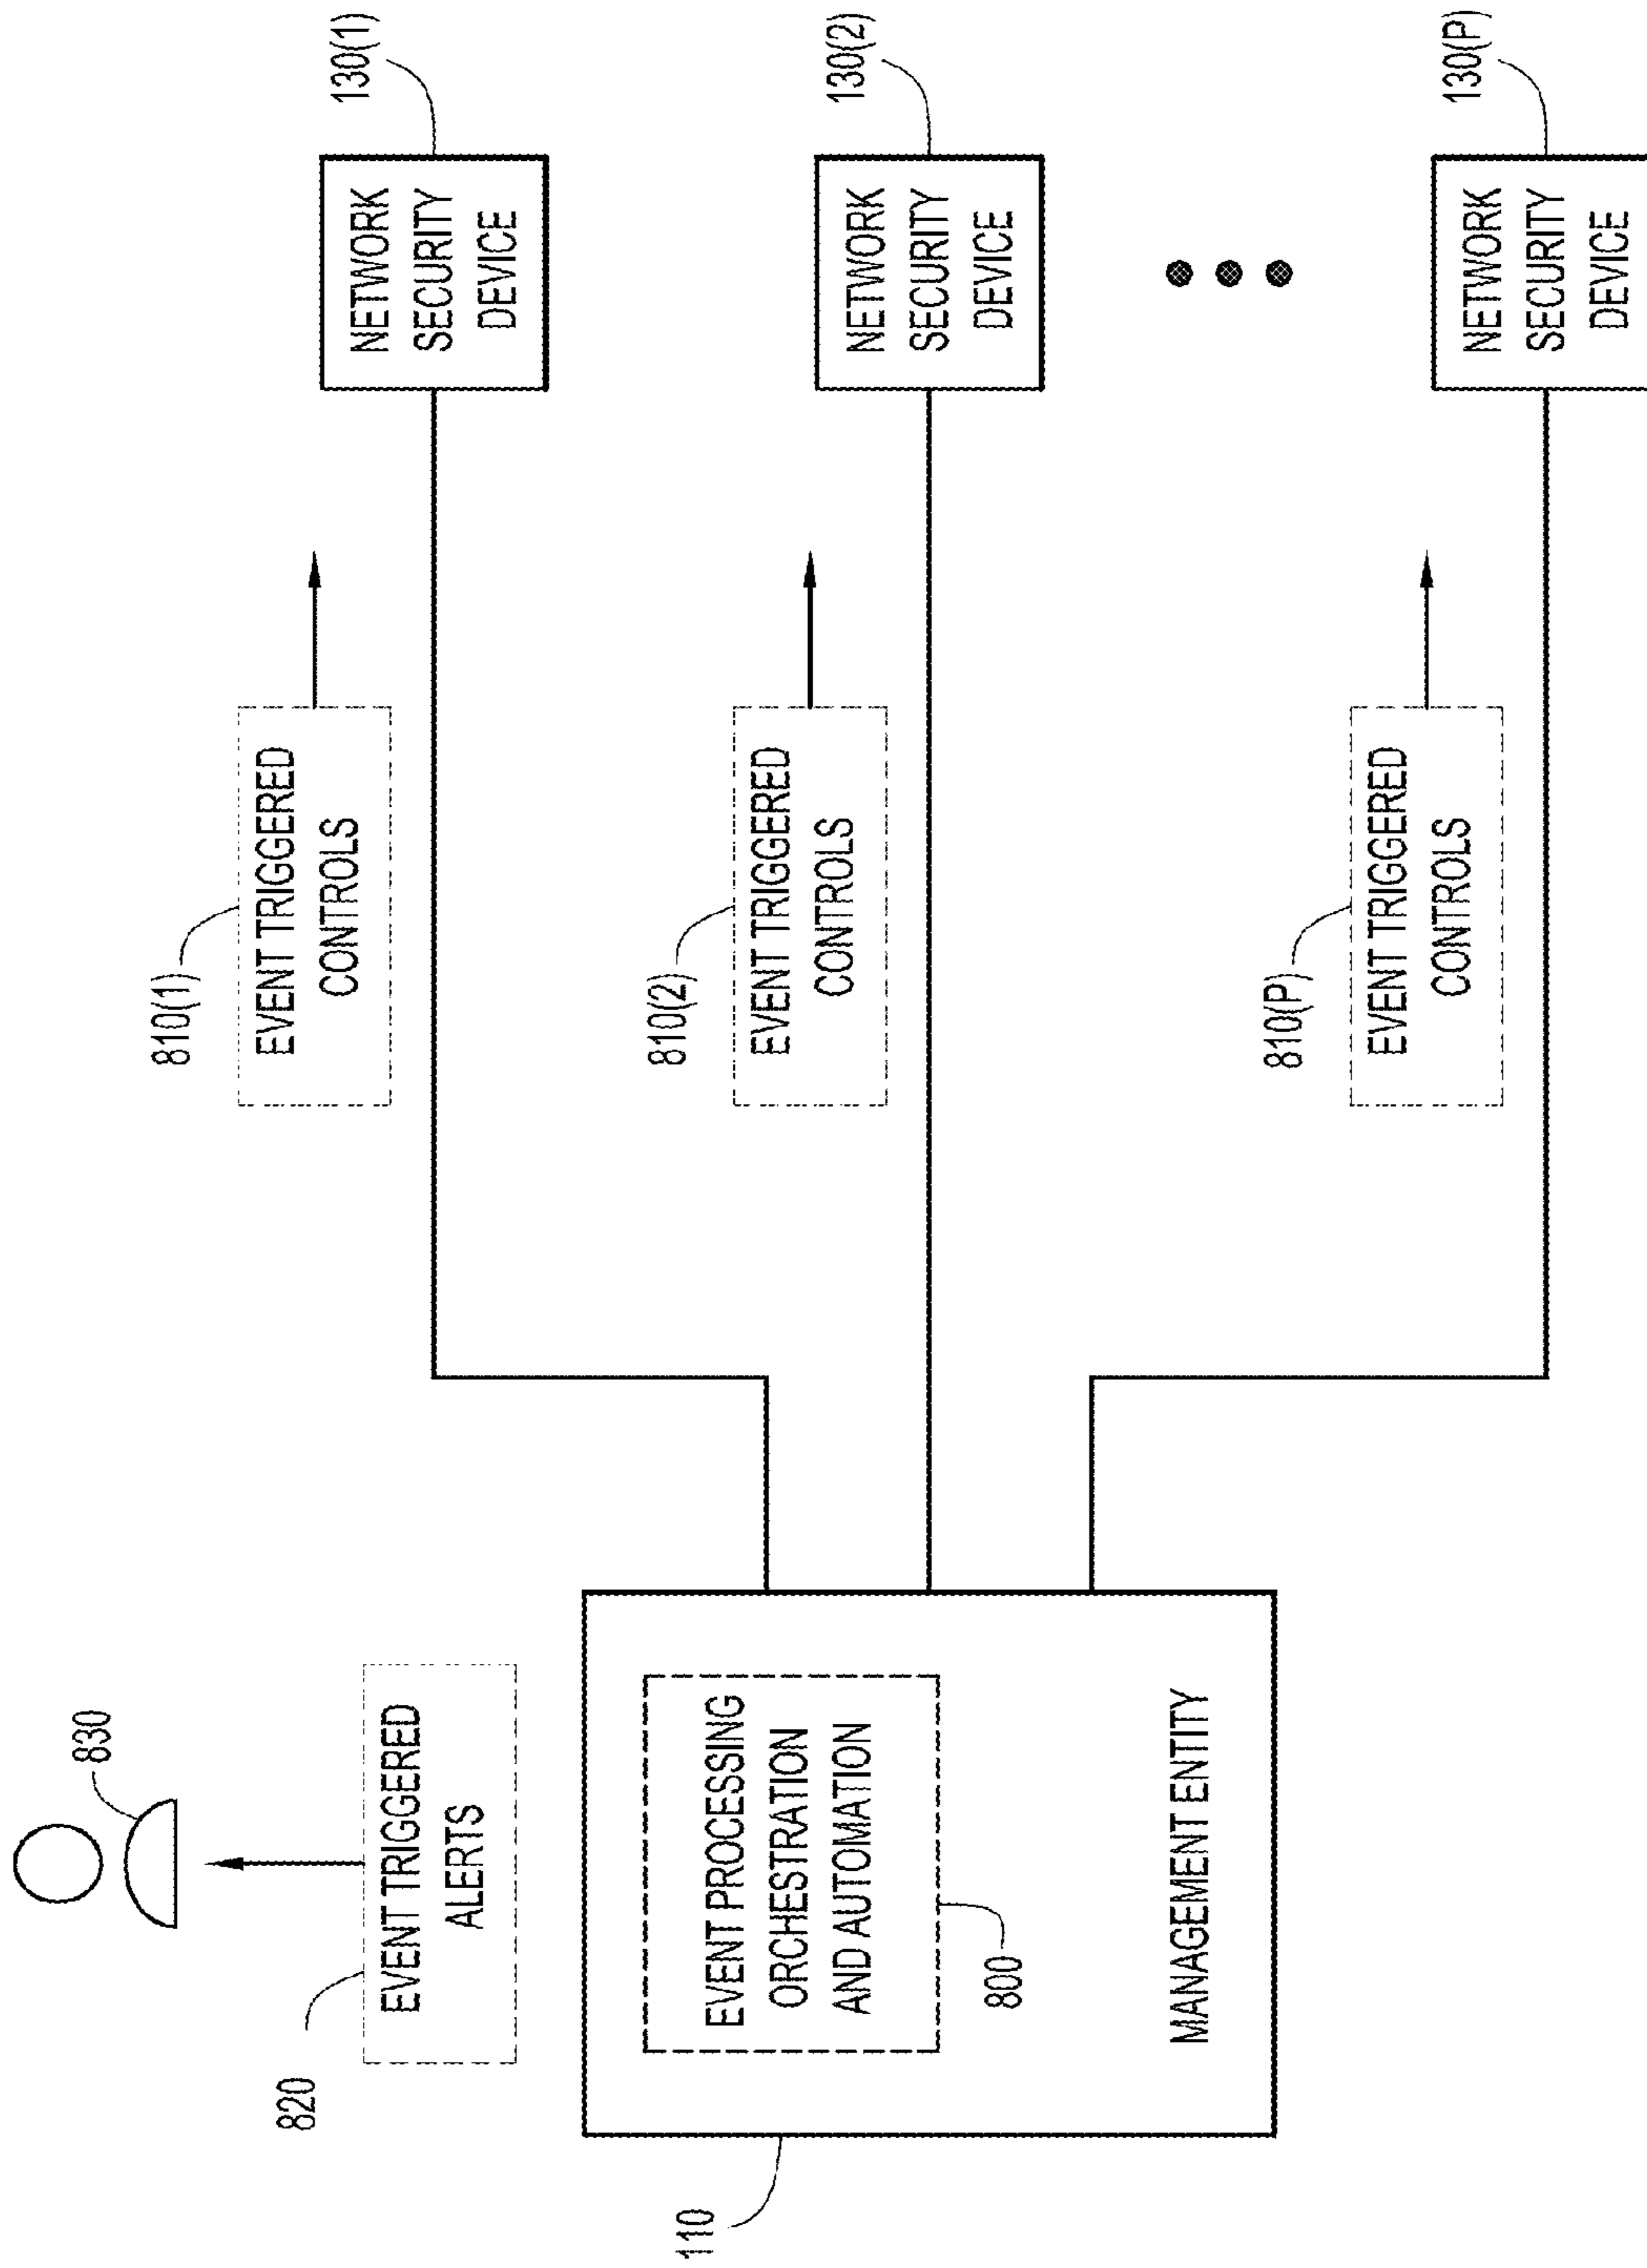 830
820
EVENT TRIGGERED
ALERTS
110
EVENT PROCESSING
ORCHESTRATION
AND AUTOMATION
800
MANAGEMENT ENTITY
810(1)
EVENT TRIGGERED
CONTROLS
130(1)
NETWORK
SECURITY
DEVICE
810(2)
EVENT TRIGGERED
CONTROLS
130(2)
NETWORK
SECURITY
DEVICE
810(P)
EVENT TRIGGERED
CONTROLS
130(P)
NETWORK
SECURITY
DEVICE